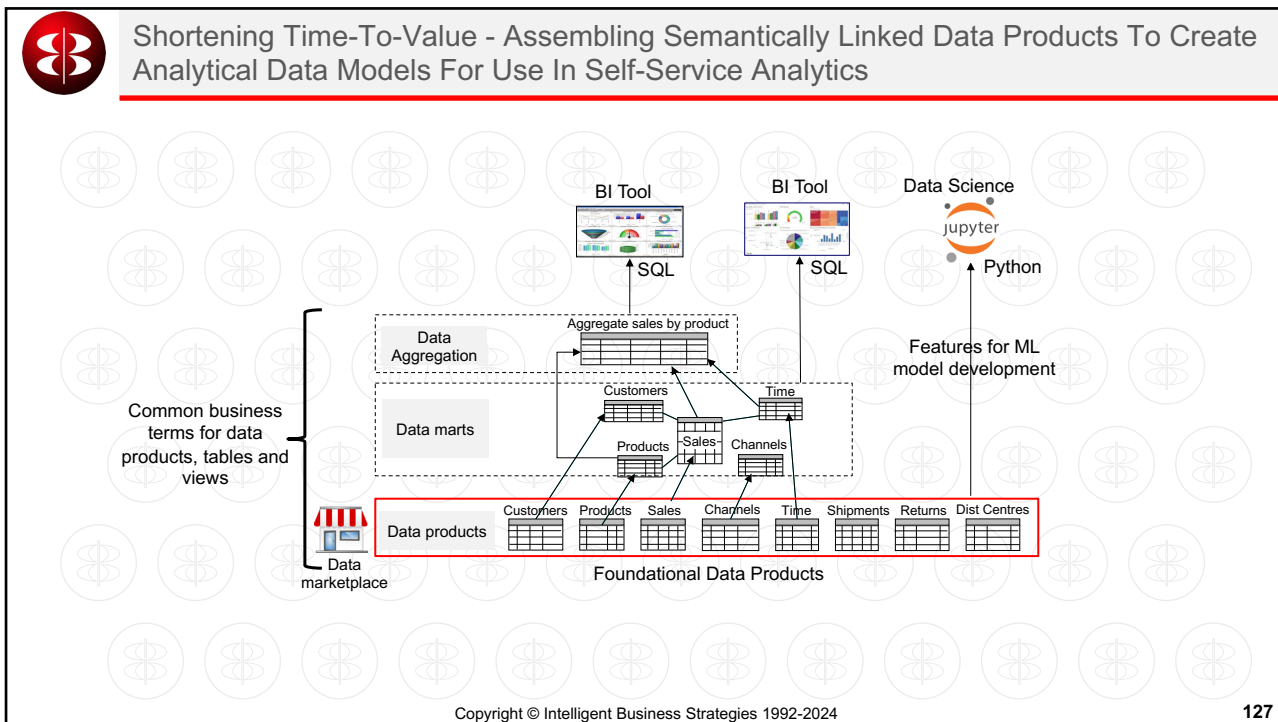 Shortening Time-To-Value - Assembling Semantically Linked Data Products To Create
Analytical Data Models For Use In Self-Service Analytics
BI Tool
BI Tool
Data Science
jupyter
SQL
SQL
Python
Data
Aggregation
Aggregate sales by product
Features for ML
model development
Common business
terms for data
products, tables and
views
Data marts
Customers
Time
Sales
Products
Channels
Data products
Customers
Products
Sales
Channels
Time
Shipments
Returns
Dist Centres
Data
marketplace
Foundational Data Products
Copyright © Intelligent Business Strategies 1992-2024
127